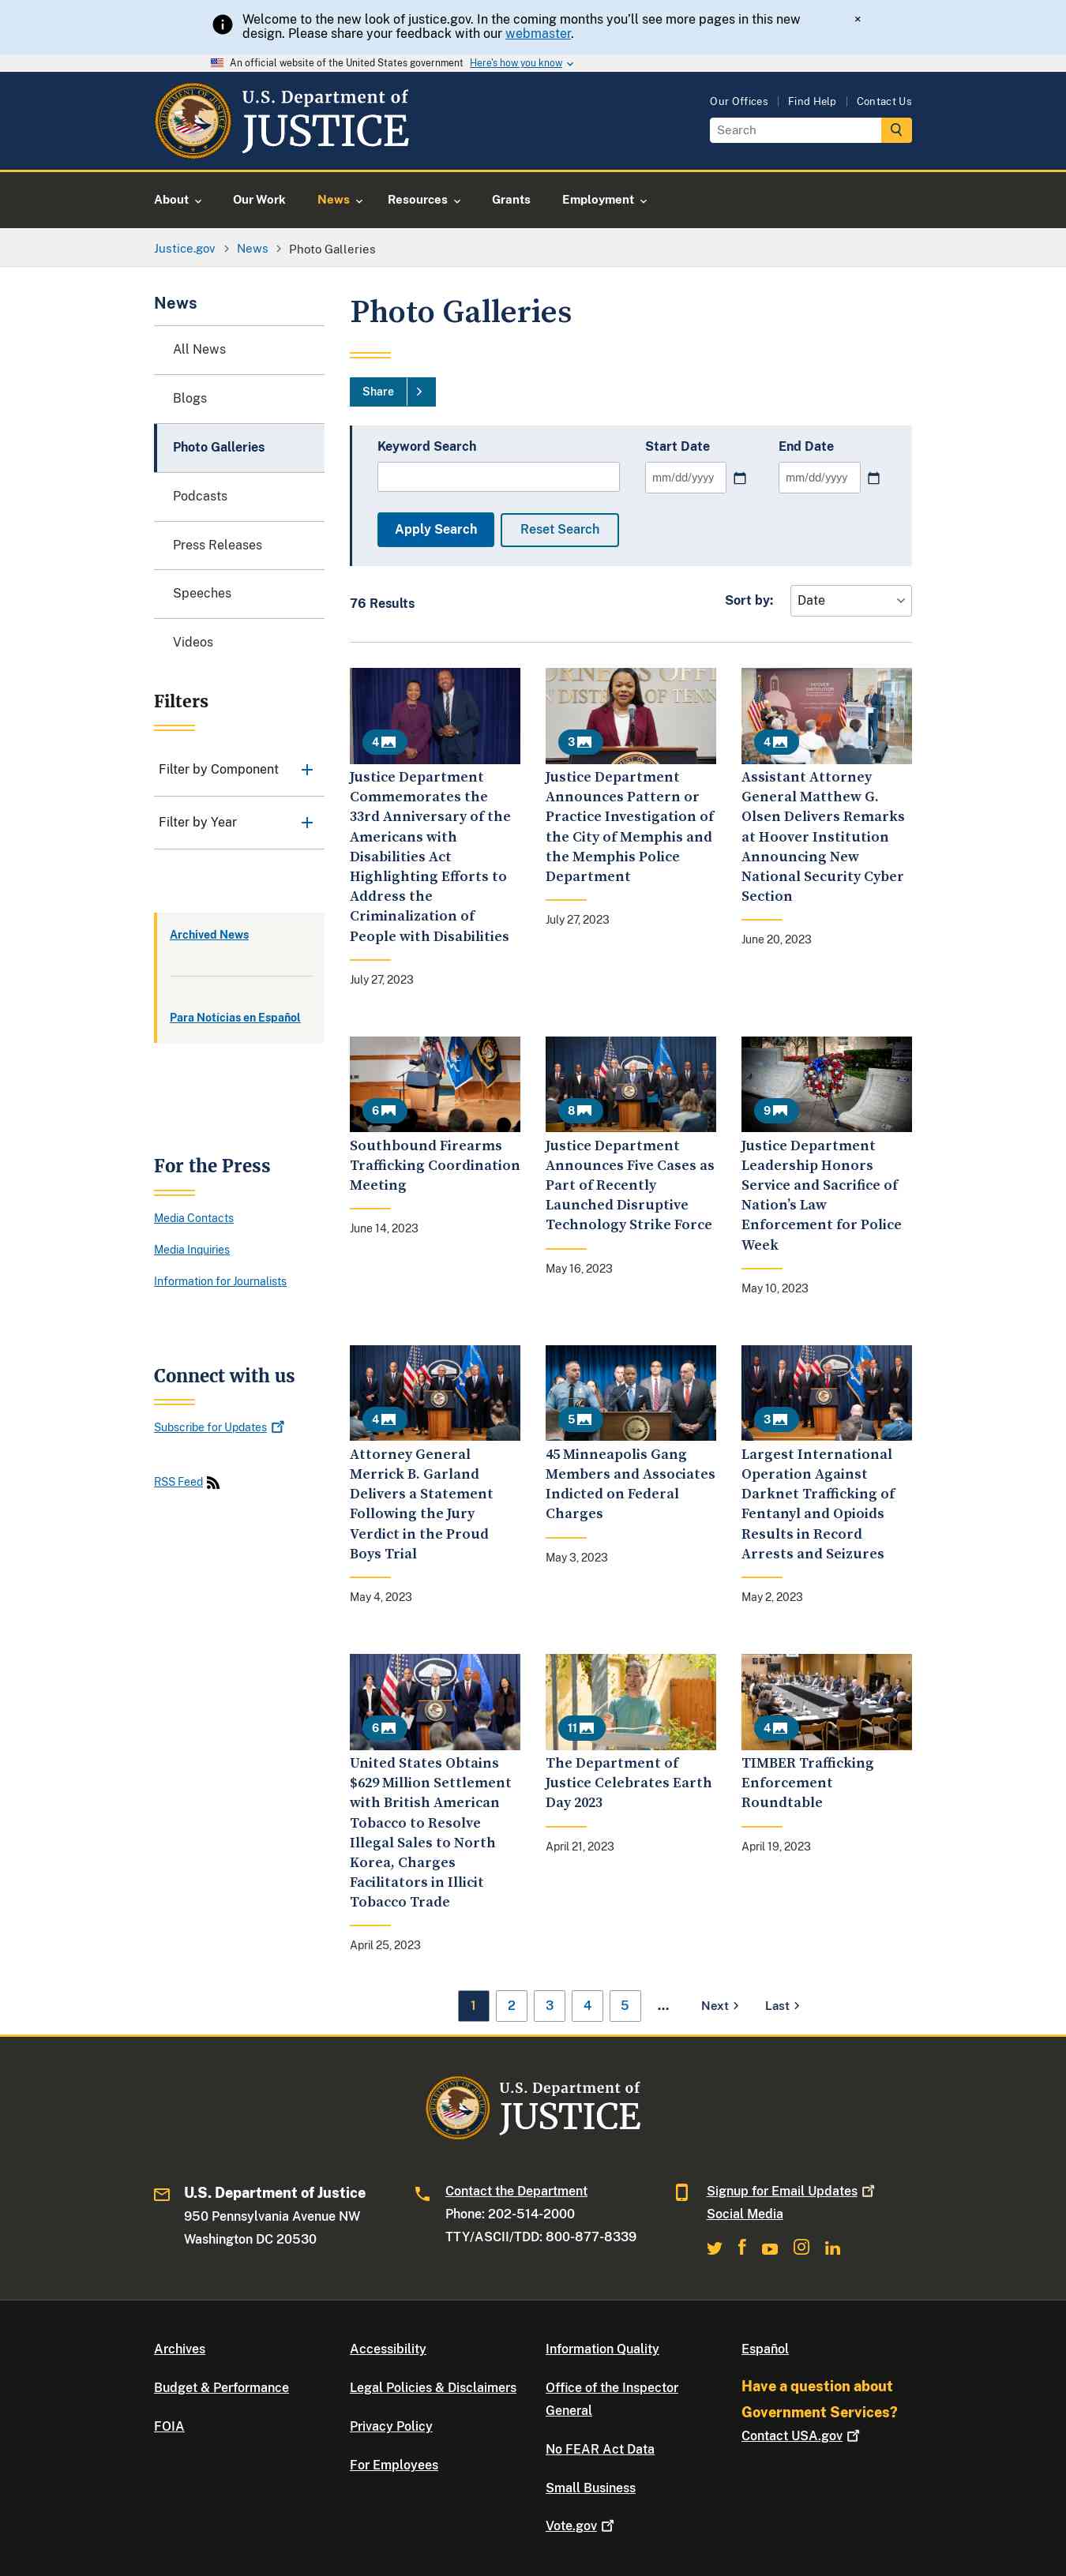 Welcome to the new look of justice.gov. In the coming months you'll see more pages in this new
design. Please share your feedback with our webmaster.
×
An official website of the United States government Here's how you know
U.S. Department of
JUSTICE
Our Offices
Find Help
Contact Us
Search
About
Our Work
News
Resources
Grants
Employment
Justice.gov
News
Photo Galleries
News
All News
Blogs
Photo Galleries
Podcasts
Press Releases
Speeches
Videos
Filters
Filter by Component
Filter by Year
Archived News
Para Notícias en Español
For the Press
Media Contacts
Media Inquiries
Information for Journalists
Connect with us
Subscribe for Updates
RSS Feed
Photo Galleries
Share
Keyword Search
Start Date
End Date
mm/dd/yyyy
mm/dd/yyyy
Apply Search
Reset Search
76 Results
Sort by:
Date
4
Justice Department
Commemorates the
33rd Anniversary of the
Americans with
Disabilities Act
Highlighting Efforts to
Address the
Criminalization of
People with Disabilities
July 27, 2023
3
Justice Department
Announces Pattern or
Practice Investigation of
the City of Memphis and
the Memphis Police
Department
July 27, 2023
4
Assistant Attorney
General Matthew G.
Olsen Delivers Remarks
at Hoover Institution
Announcing New
National Security Cyber
Section
June 20, 2023
6
Southbound Firearms
Trafficking Coordination
Meeting
June 14, 2023
8
Justice Department
Announces Five Cases as
Part of Recently
Launched Disruptive
Technology Strike Force
May 16, 2023
9
Justice Department
Leadership Honors
Service and Sacrifice of
Nation’s Law
Enforcement for Police
Week
May 10, 2023
4
Attorney General
Merrick B. Garland
Delivers a Statement
Following the Jury
Verdict in the Proud
Boys Trial
May 4, 2023
5
45 Minneapolis Gang
Members and Associates
Indicted on Federal
Charges
May 3, 2023
3
Largest International
Operation Against
Darknet Trafficking of
Fentanyl and Opioids
Results in Record
Arrests and Seizures
May 2, 2023
6
United States Obtains
$629 Million Settlement
with British American
Tobacco to Resolve
Illegal Sales to North
Korea, Charges
Facilitators in Illicit
Tobacco Trade
April 25, 2023
11
The Department of
Justice Celebrates Earth
Day 2023
April 21, 2023
4
TIMBER Trafficking
Enforcement
Roundtable
April 19, 2023
1 2 3 4 5 … Next Last
U.S. Department of
JUSTICE
U.S. Department of Justice
950 Pennsylvania Avenue NW
Washington DC 20530
Contact the Department
Phone: 202-514-2000
TTY/ASCII/TDD: 800-877-8339
Signup for Email Updates
Social Media
Archives
Budget & Performance
FOIA
Accessibility
Legal Policies & Disclaimers
Privacy Policy
For Employees
Information Quality
Office of the Inspector
General
No FEAR Act Data
Small Business
Vote.gov
Español
Have a question about
Government Services?
Contact USA.gov